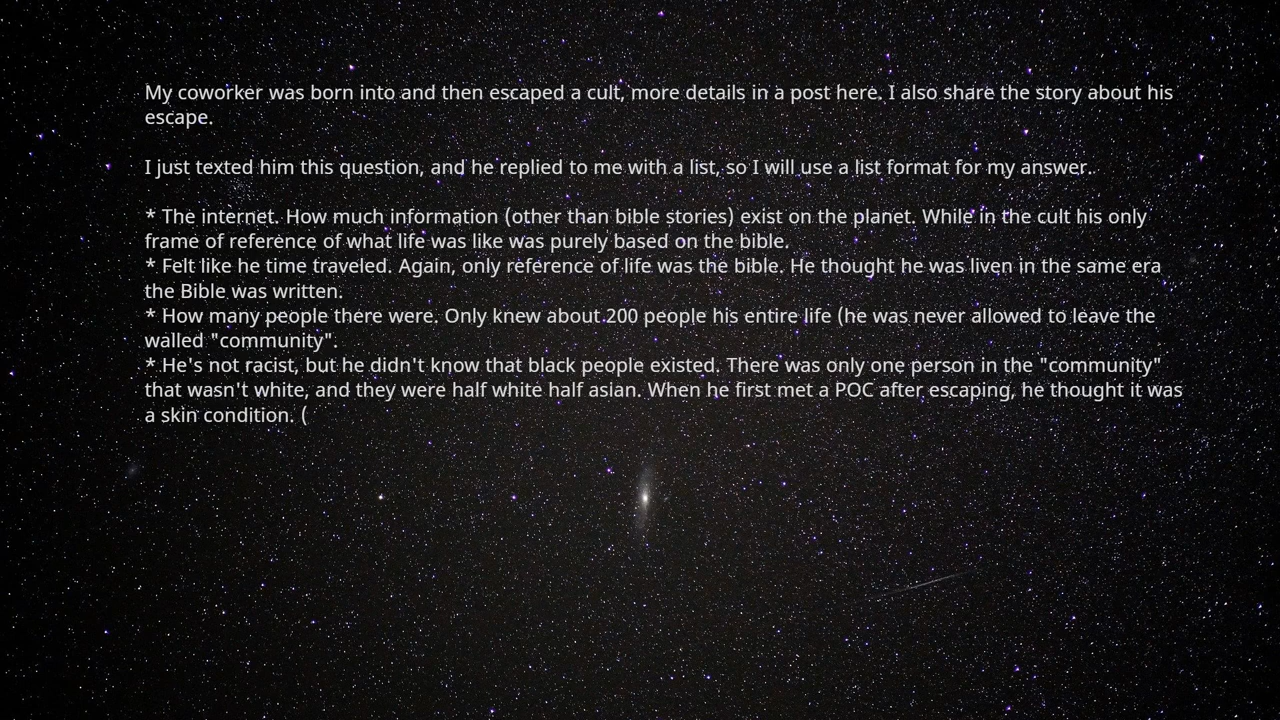 My coworker was born into and then escaped a cult, more details in a post here. I also share the story about his
escape.
I just texted him this question, and he replied to me with a list, so I will use a list format for my answer.
* The internet. How much information (other than bible stories) exist on the planet. While in the cult his only
frame of reference of what life was like was purely based on the bible.
* Felt like he time traveled. Again, only reference of life was the bible. He thought he was liven in the same era
the Bible was written.
* How many people there were. Only knew about 200 people his entire life (he was never allowed to leave the
walled "community".
* He's not racist, but he didn't know that black people existed. There was only one person in the "community"
that wasn't white, and they were half white half asian. When he first met a POC after escaping, he thought it was
a skin condition. (